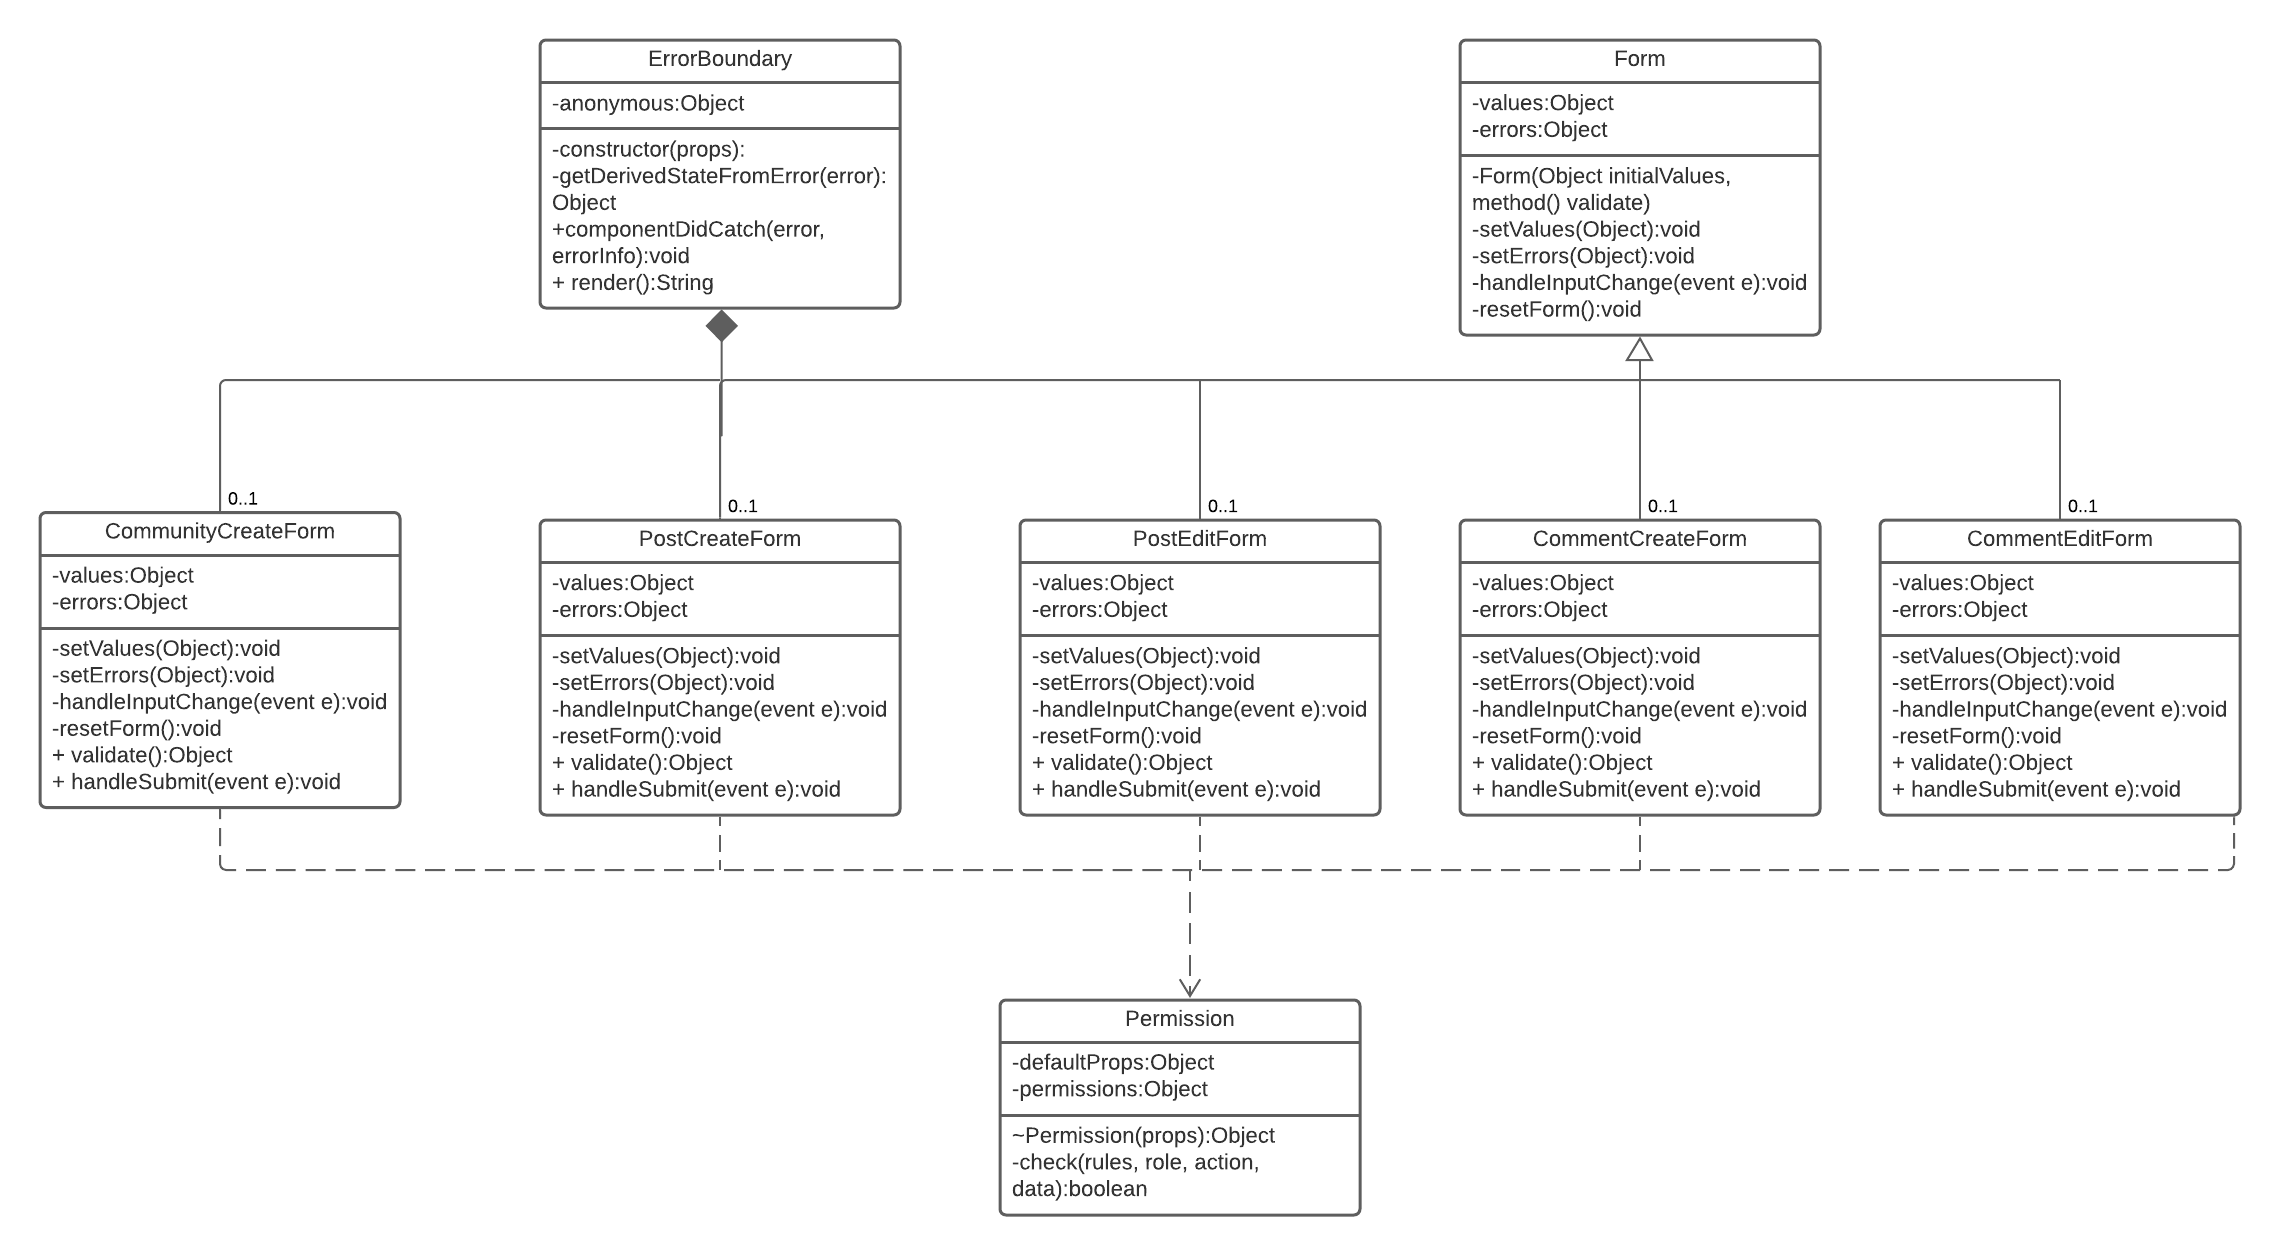 ErrorBoundary
-anonymous:Object
-constructor(props):
-getDerivedStateFromError(error):
Object
+componentDidCatch(error,
errorInfo):void
+ render():String
Form
-values:Object
-errors:Object
-Form(Object initialValues,
method() validate)
-setValues(Object):void
-setErrors(Object):void
-handleInputChange(event e):void
-resetForm():void
0..1
CommunityCreateForm
-values:Object
-errors:Object
-setValues(Object):void
-setErrors(Object):void
-handleInputChange(event e):void
-resetForm():void
+ validate():Object
+ handleSubmit(event e):void
0..1
PostCreateForm
-values:Object
-errors:Object
-setValues(Object):void
-setErrors(Object):void
-handleInputChange(event e):void
-resetForm():void
+ validate():Object
+ handleSubmit(event e):void
0..1
PostEditForm
-values:Object
-errors:Object
-setValues(Object):void
-setErrors(Object):void
-handleInputChange(event e):void
-resetForm():void
+ validate():Object
+ handleSubmit(event e):void
0..1
CommentCreateForm
-values:Object
-errors:Object
-setValues(Object):void
-setErrors(Object):void
-handleInputChange(event e):void
-resetForm():void
+ validate():Object
+ handleSubmit(event e):void
0..1
CommentEditForm
-values:Object
-errors:Object
-setValues(Object):void
-setErrors(Object):void
-handleInputChange(event e):void
-resetForm():void
+ validate():Object
+ handleSubmit(event e):void
Permission
-defaultProps:Object
-permissions:Object
~Permission(props):Object
-check(rules, role, action,
data):boolean